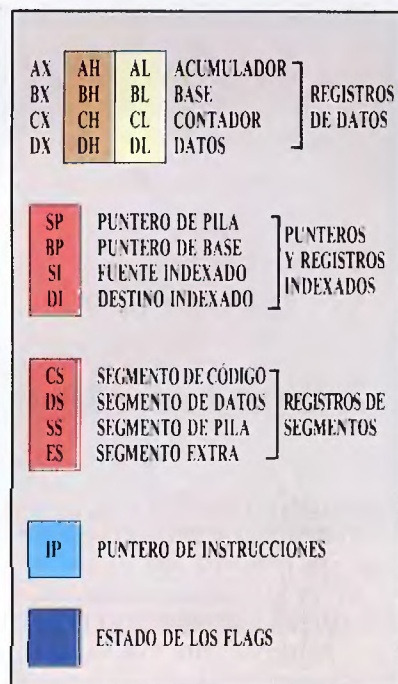 AX AH AL ACUMULADOR
BX BH BL BASE
CX CH CL CONTADOR
DX DH DL DATOS
REGISTROS
DE DATOS
SP PUNTERO DE PILA
BP PUNTERO DE BASE
SI FUENTE INDEXADO
DI DESTINO INDEXADO
PUNTEROS
Y REGISTROS
INDEXADOS
CS SEGMENTO DE CÓDIGO
DS SEGMENTO DE DATOS
SS SEGMENTO DE PILA
ES SEGMENTO EXTRA
REGISTROS DE
SEGMENTOS
IP PUNTERO DE INSTRUCCIONES
ESTADO DE LOS FLAGS